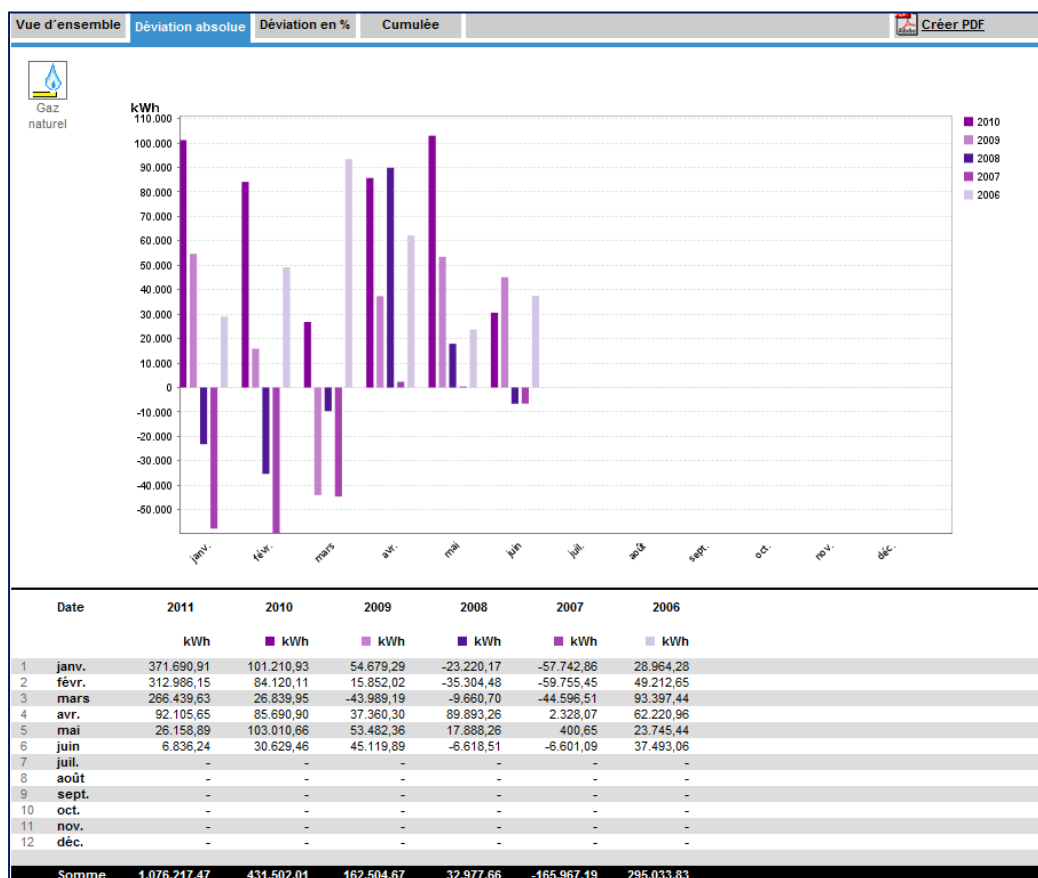 Vue d´ensemble Déviation absolue Déviation en % Cumulée Créer PDF
Adobe
Gaz
naturel
kWh
110.000
100.000
90.000
80.000
70.000
60.000
50.000
40.000
30.000
20.000
10.000
0
-10.000
-20.000
-30.000
-40.000
-50.000
2010
2009
2008
2007
2006
janv. févr. mars avr. mai juin juil. août sept. oct. nov. déc.
Date 2011 2010 2009 2008 2007 2006
kWh kWh kWh kWh kWh kWh
1 janv. 371.690,91 101.210,93 54.679,29 -23.220,17 -57.742,86 28.964,28
2 févr. 312.986,15 84.120,11 15.852,02 -35.304,48 -59.755,45 49.212,65
3 mars 266.439,63 26.839,95 -43.989,19 -9.660,70 -44.596,51 93.397,44
4 avr. 92.105,65 85.690,90 37.360,30 89.893,26 2.328,07 62.220,96
5 mai 26.158,89 103.010,66 53.482,36 17.888,26 400,65 23.745,44
6 juin 6.836,24 30.629,46 45.119,89 -6.618,51 -6.601,09 37.493,06
7 juil. - - - - - -
8 août - - - - - -
9 sept. - - - - - -
10 oct. - - - - - -
11 nov. - - - - - -
12 déc. - - - - - -
Somme 1.076.217,47 431.502,01 162.504,67 32.977,66 -165.967,19 295.033,83